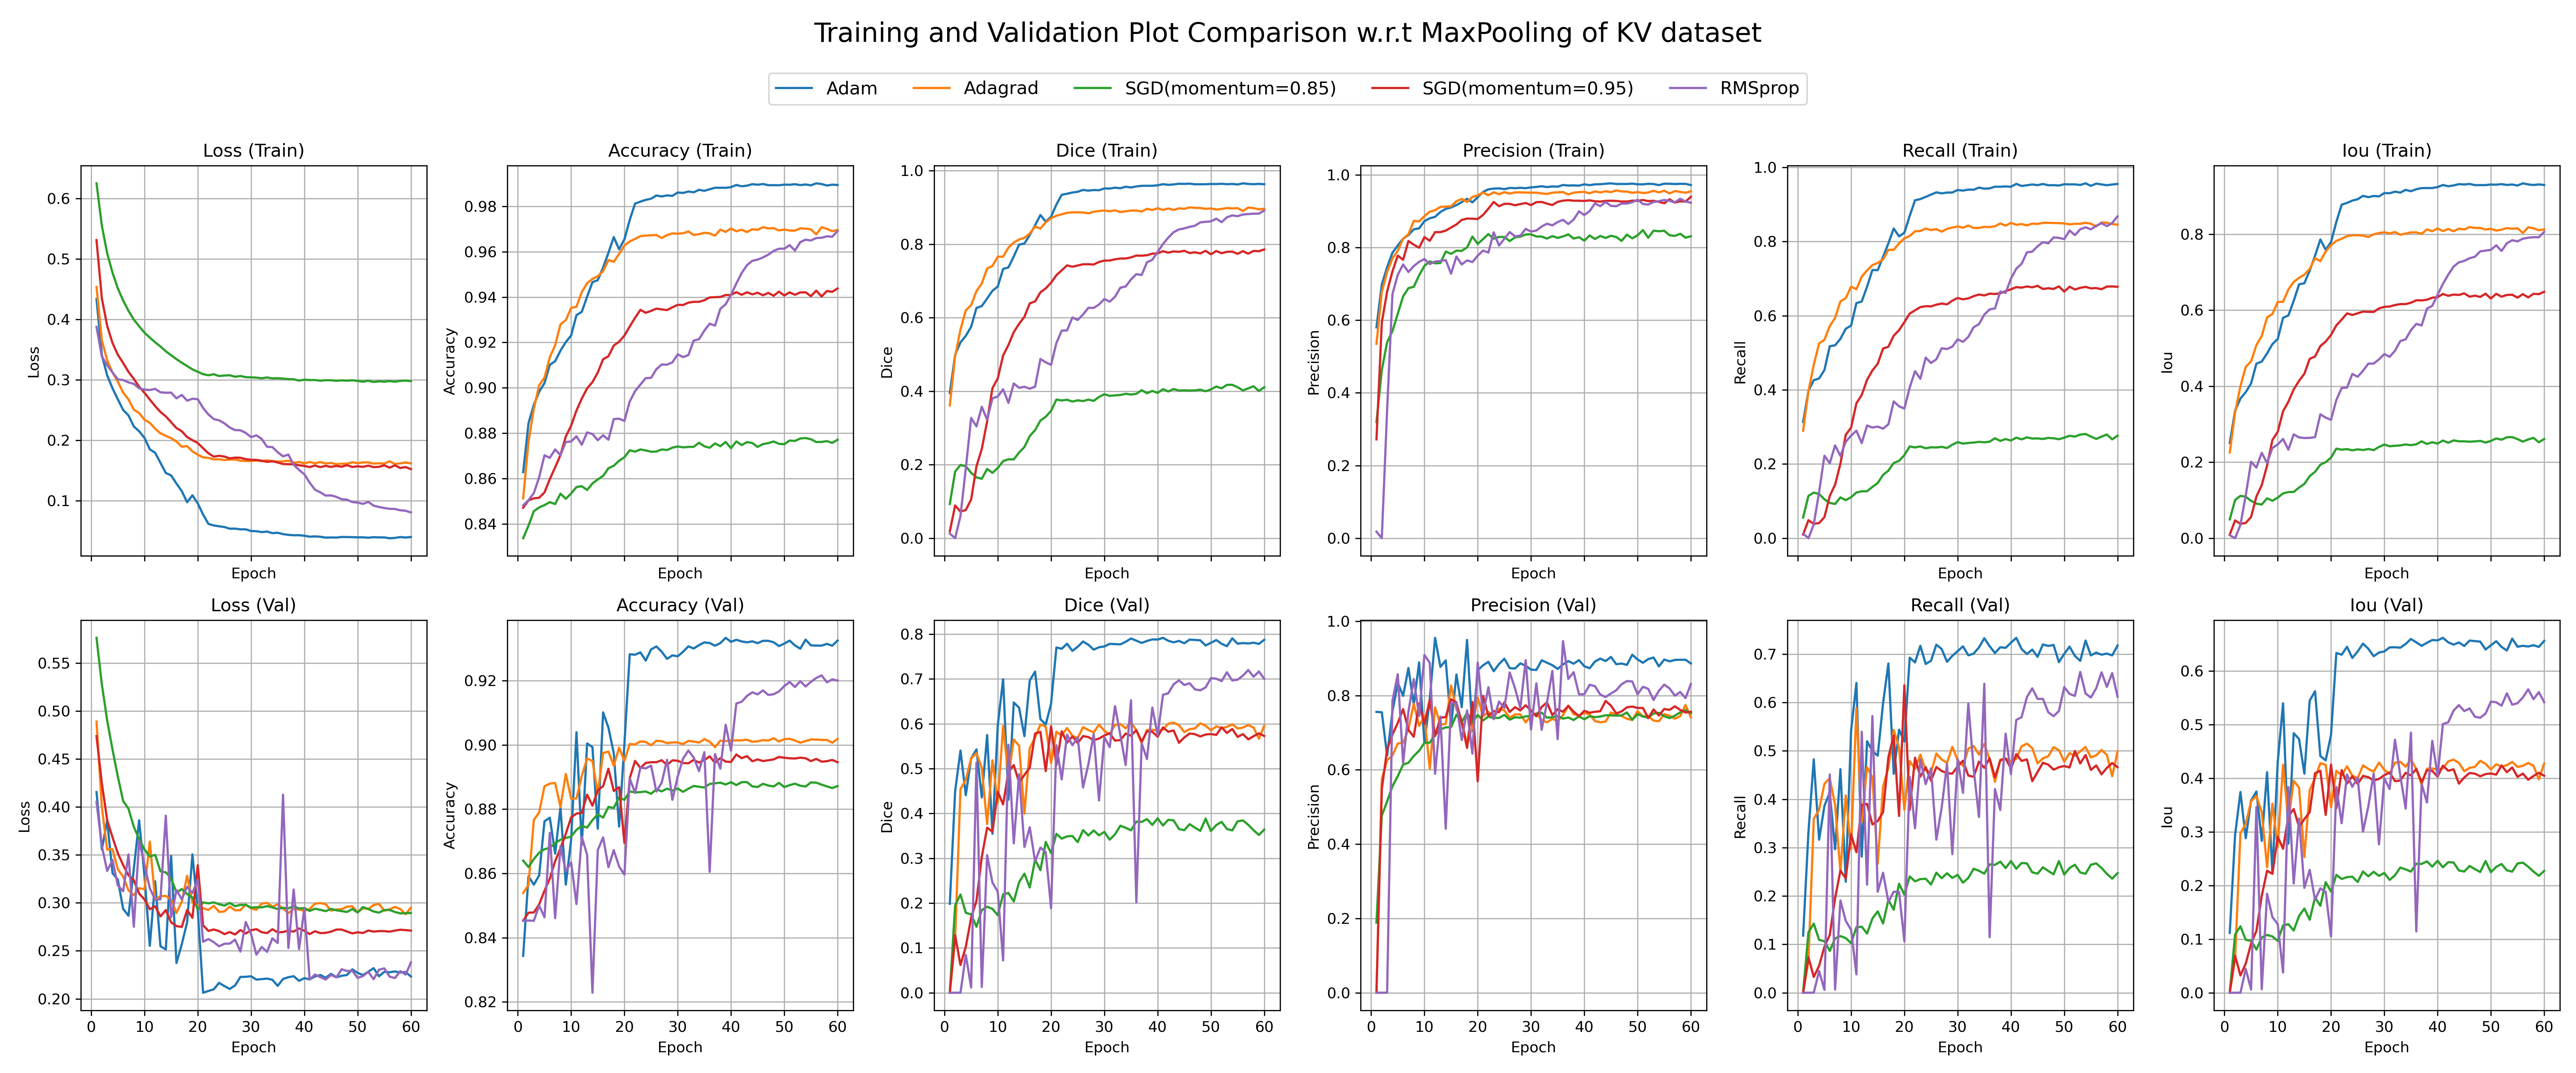 Training and Validation Plot Comparison w.r.t MaxPooling of KV dataset
Adam Adagrad SGD(momentum=0.85) SGD(momentum=0.95) RMSprop
Loss (Train)
0.6
0.5
0.4
0.3
0.2
0.1
Loss
Epoch
Accuracy (Train)
0.98
0.96
0.94
0.92
0.90
0.88
0.86
0.84
Accuracy
Epoch
Dice (Train)
1.0
0.8
0.6
0.4
0.2
0.0
Dice
Epoch
Precision (Train)
1.0
0.8
0.6
0.4
0.2
0.0
Precision
Epoch
Recall (Train)
1.0
0.8
0.6
0.4
0.2
0.0
Recall
Epoch
Iou (Train)
0.8
0.6
0.4
0.2
0.0
Iou
Epoch
Loss (Val)
0.55
0.50
0.45
0.40
0.35
0.30
0.25
0.20
Loss
0 10 20 30 40 50 60
Epoch
Accuracy (Val)
0.92
0.90
0.88
0.86
0.84
0.82
Accuracy
0 10 20 30 40 50 60
Epoch
Dice (Val)
0.8
0.7
0.6
0.5
0.4
0.3
0.2
0.1
0.0
Dice
0 10 20 30 40 50 60
Epoch
Precision (Val)
1.0
0.8
0.6
0.4
0.2
0.0
Precision
0 10 20 30 40 50 60
Epoch
Recall (Val)
0.7
0.6
0.5
0.4
0.3
0.2
0.1
0.0
Recall
0 10 20 30 40 50 60
Epoch
Iou (Val)
0.6
0.5
0.4
0.3
0.2
0.1
0.0
Iou
0 10 20 30 40 50 60
Epoch